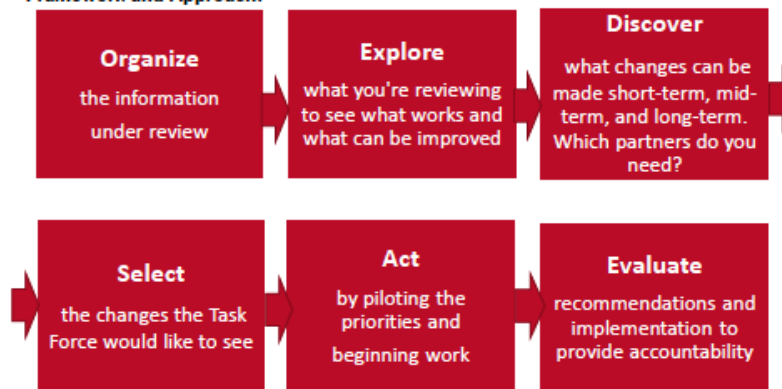 Framework and Approach
Organize
the information
under review
Explore
what you're reviewing
to see what works and
what can be improved
Discover
what changes can be
made short-term, mid-
term, and long-term.
Which partners do you
need?
Select
the changes the Task
Force would like to see
Act
by piloting the
priorities and
beginning work
Evaluate
recommendations and
implementation to
provide accountability